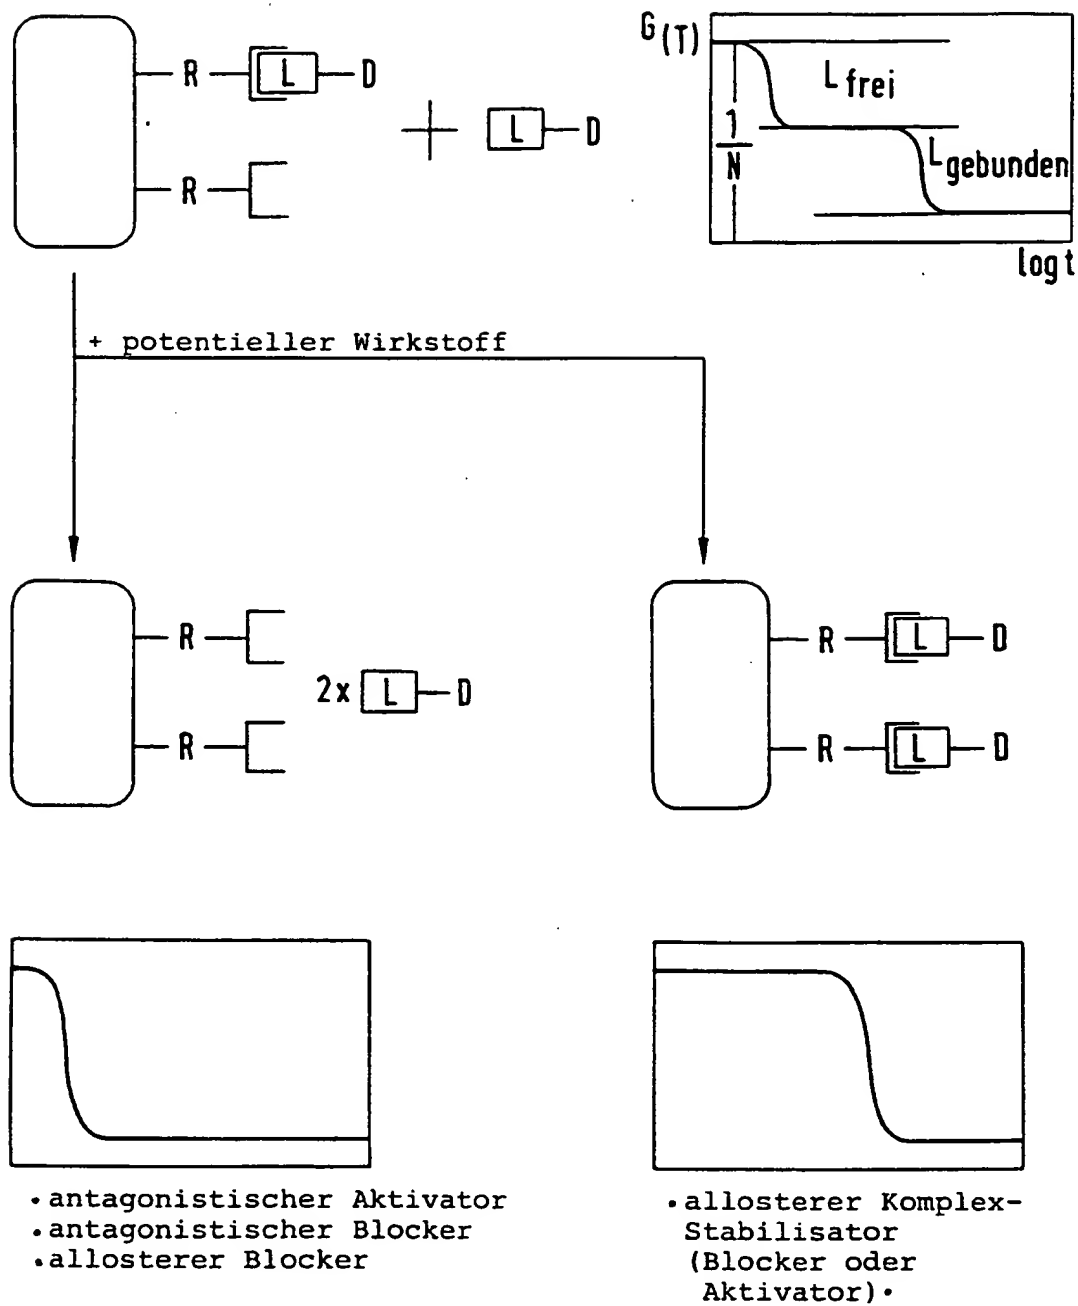 R L D
L D
R
G(T)
L frei
1
N
L gebunden
log t
+ potentieller Wirkstoff
R
2x L D
R
R L D
R L D
•antagonistischer Aktivator
•antagonistischer Blocker
•allosterer Blocker
•allosterer Komplex-
Stabilisator
(Blocker oder
Aktivator)•